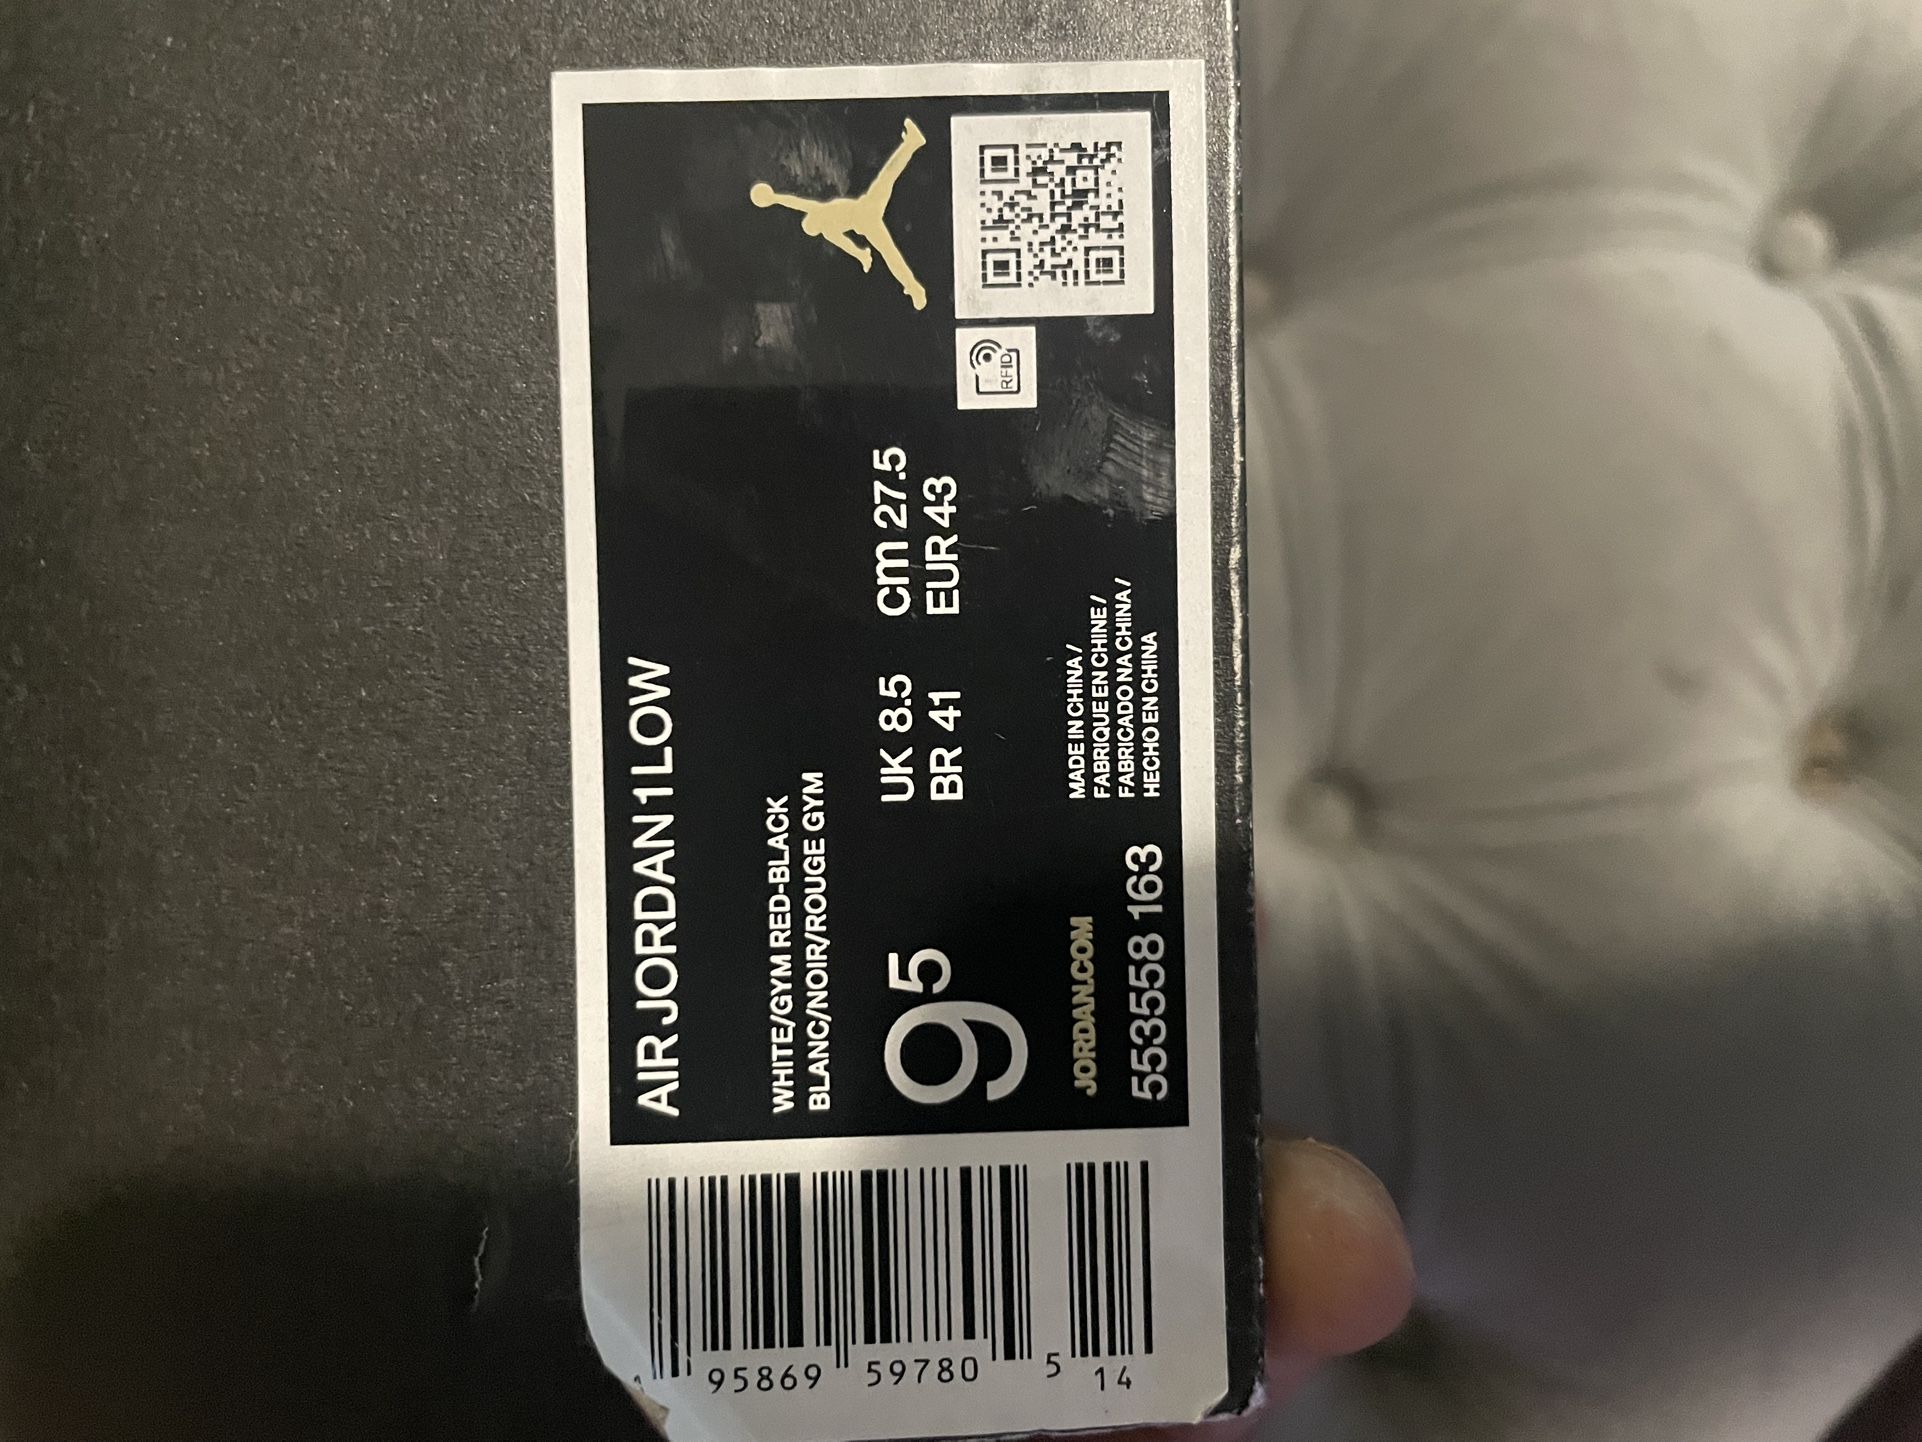 AIR JORDAN 1 LOW
WHITE/GYM RED-BLACK
BLANC/NOIR/ROUGE GYM
9 5
UK 8.5 Cm 27.5
BR 41 EUR 43
RFID
JORDAN.COM
553558 163
MADE IN CHINA /
FABRIQUE EN CHINE /
FABRICADO NA CHINA /
HECHO EN CHINA
95869 59780 5 14